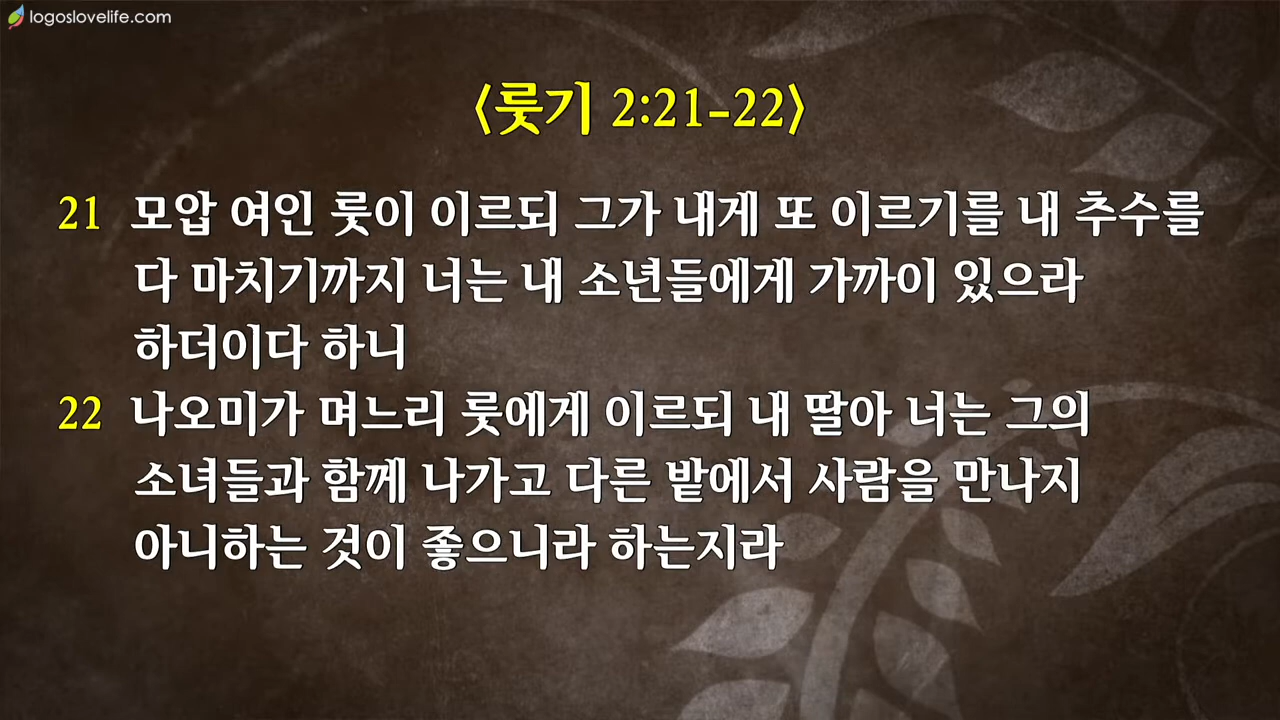 logoslovelife.com
<룻기 2:21-22>
21 모압 여인 룻이 이르되 그가 내게 또 이르기를 내 추수를
다 마치기까지 너는 내 소년들에게 가까이 있으라
하더이다 하니
22 나오미가 며느리 룻에게 이르되 내 딸아 너는 그의
소녀들과 함께 나가고 다른 밭에서 사람을 만나지
아니하는 것이 좋으니라 하는지라